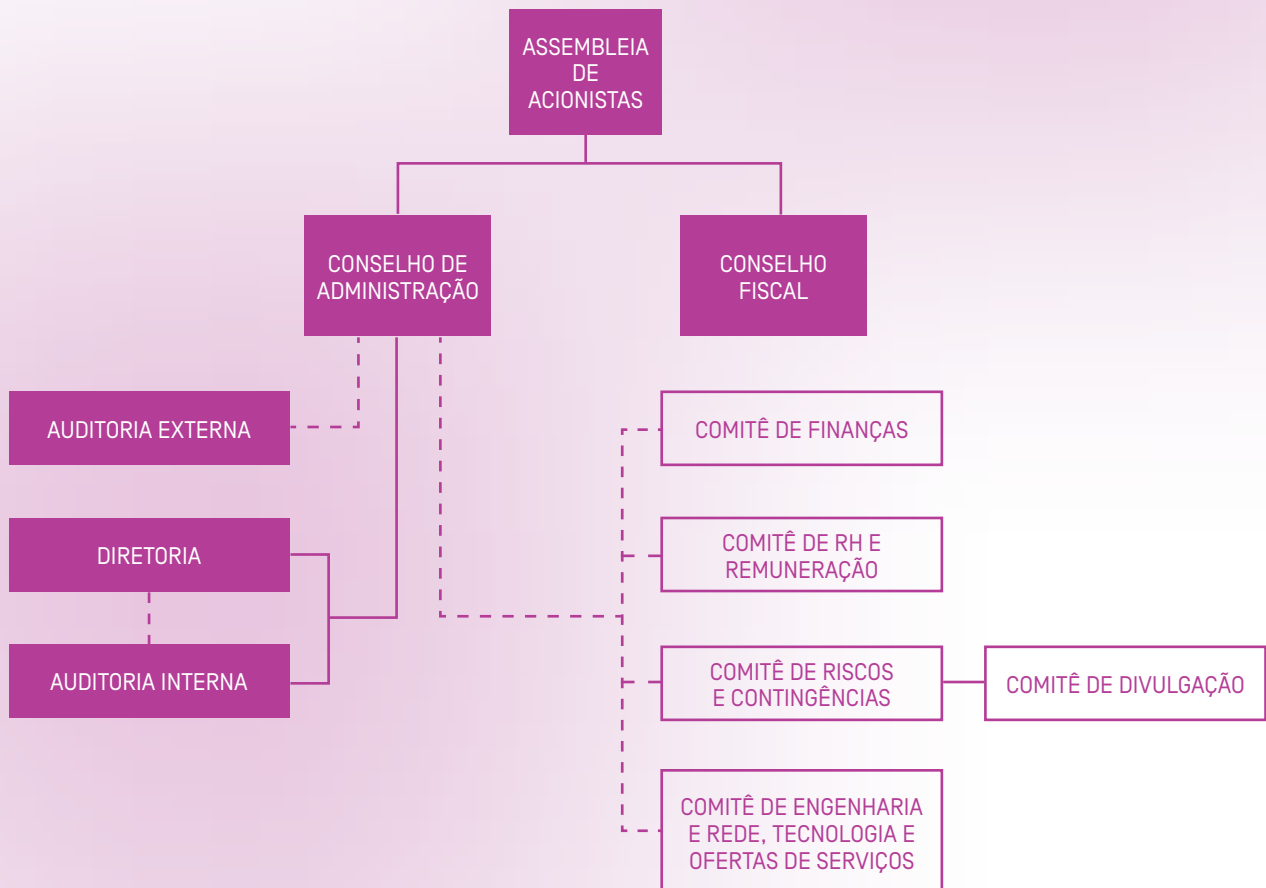 ASSEMBLEIA
DE
ACIONISTAS
CONSELHO DE
ADMINISTRAÇÃO
CONSELHO
FISCAL
AUDITORIA EXTERNA
DIRETORIA
AUDITORIA INTERNA
COMITÊ DE FINANÇAS
COMITÊ DE RH E
REMUNERAÇÃO
COMITÊ DE RISCOS
E CONTINGÊNCIAS
COMITÊ DE DIVULGAÇÃO
COMITÊ DE ENGENHARIA
E REDE, TECNOLOGIA E
OFERTAS DE SERVIÇOS